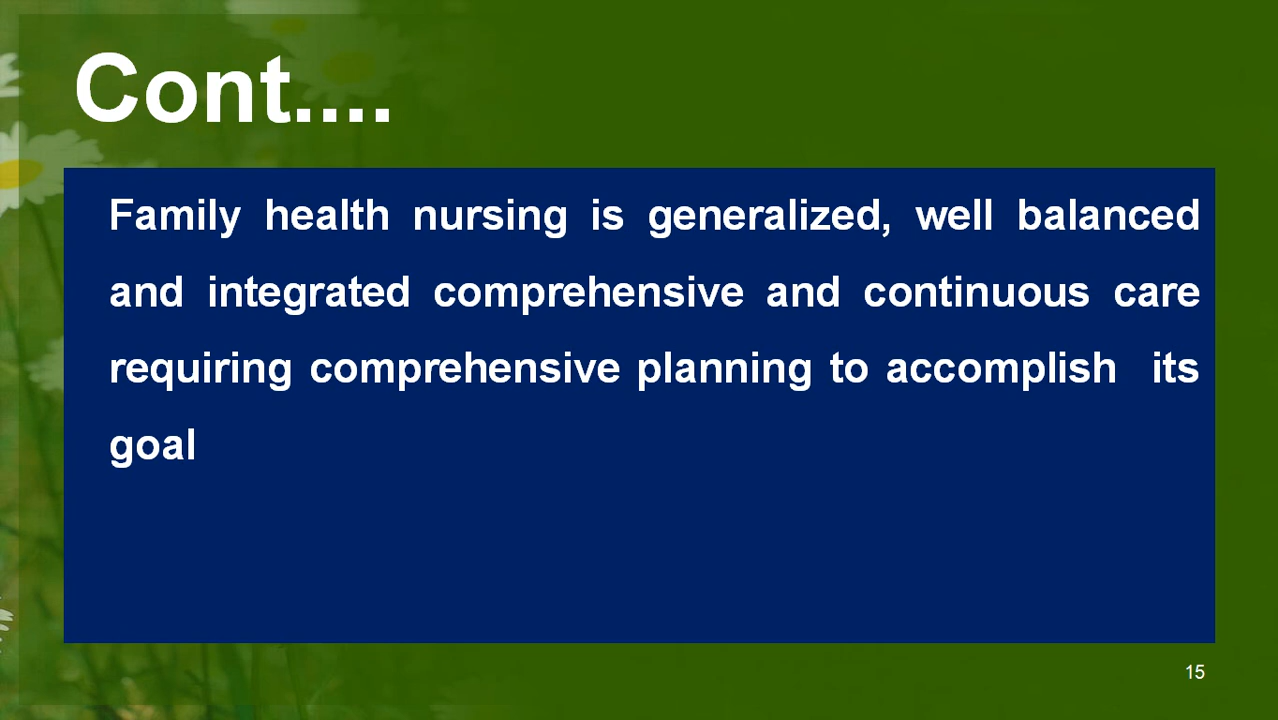 Cont....
Family health nursing is generalized, well balanced
and integrated comprehensive and continuous care
requiring comprehensive planning to accomplish its
goal
15